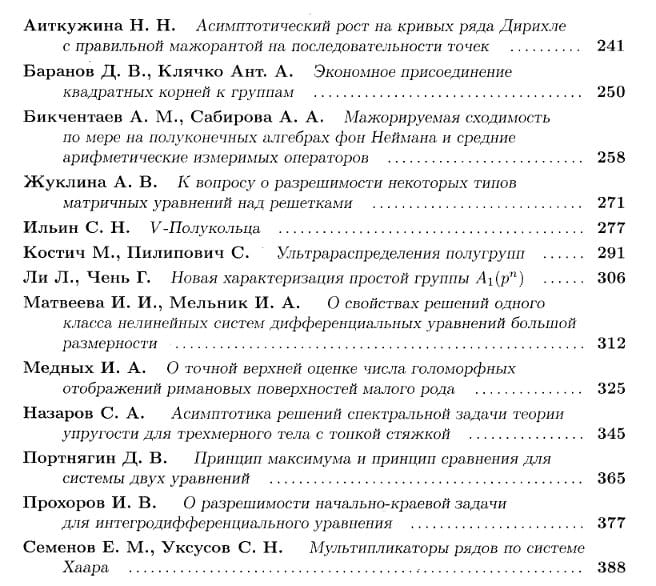 Аиткужина Н. Н. Асимптотический рост на кривых ряда Дирихле
с правильной мажорантой на последовательности точек .......... 241
Баранов Д. В., Клячко Ант. А. Экономное присоединение
квадратных корней к группам .................................. 250
Бикчентаев А. М., Сабирова А. А. Мажорируемая сходимость
по мере на полуконечных алгебрах фон Неймана и средние
арифметические измеримых операторов .......................... 258
Жуклина А. В. К вопросу о разрешимости некоторых типов
матричных уравнений над решетками ............................ 271
Ильин С. Н. V-Полукольца ..................................... 277
Костич М., Пилипович С. Ультрараспределения полугрупп ...... 291
Ли Л., Чень Г. Новая характеризация простой группы A₁(pⁿ) ...... 306
Матвеева И. И., Мельник И. А. О свойствах решений одного
класса нелинейных систем дифференциальных уравнений большой
размерности .................................................. 312
Медных И. А. О точной верхней оценке числа голоморфных
отображений римановых поверхностей малого рода .............. 325
Назаров С. А. Асимптотика решений спектральной задачи теории
упругости для трехмерного тела с тонкой стяжкой ............... 345
Портнягин Д. В. Принцип максимума и принцип сравнения для
системы двух уравнений ....................................... 365
Прохоров И. В. О разрешимости начально-краевой задачи
для интегродифференциального уравнения ....................... 377
Семенов Е. М., Уксусов С. Н. Мультипликаторы рядов по системе
Хаара ........................................................ 388